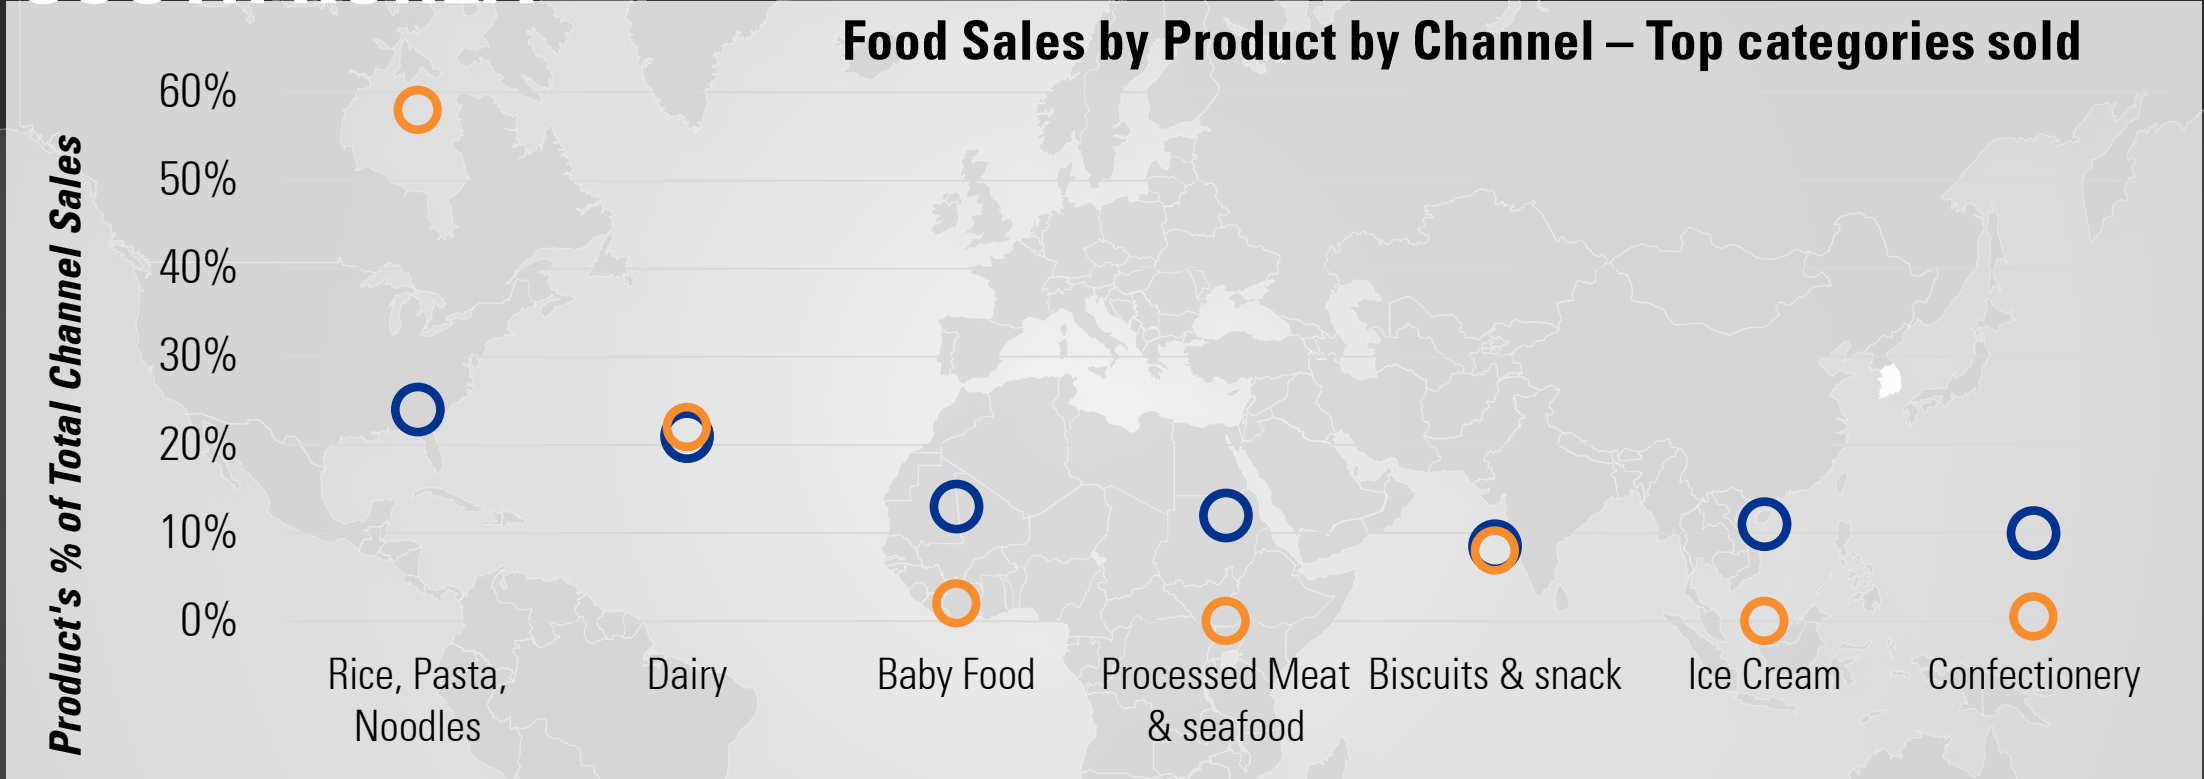 Food Sales by Product by Channel – Top categories sold
Product's % of Total Channel Sales
60%
50%
40%
30%
20%
10%
0%
Rice, Pasta,
Noodles
Dairy
Baby Food
Processed Meat
& seafood
Biscuits & snack
Ice Cream
Confectionery